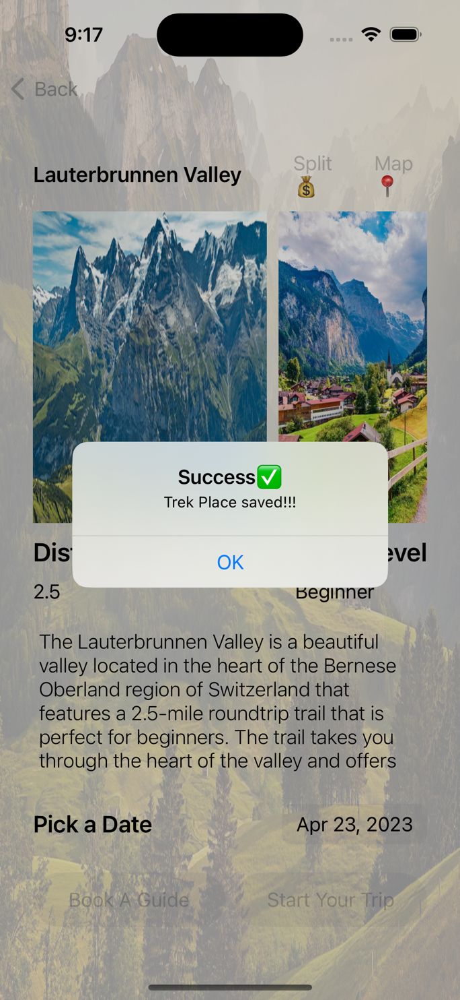 9:17
Back
Lauterbrunnen Valley
Split
Map
Success✅
Trek Place saved!!!
OK
2.5
Beginner
The Lauterbrunnen Valley is a beautiful
valley located in the heart of the Bernese
Oberland region of Switzerland that
features a 2.5-mile roundtrip trail that is
perfect for beginners. The trail takes you
through the heart of the valley and offers
Pick a Date
Apr 23, 2023
Book A Guide
Start Your Trip